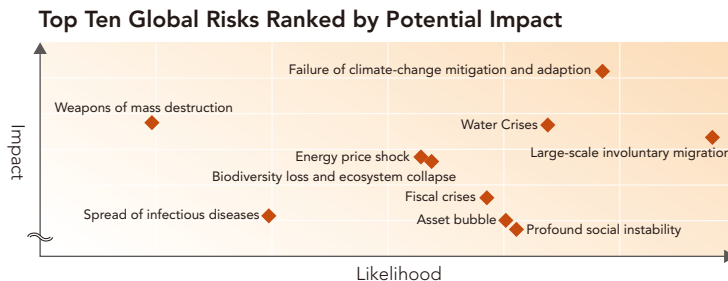 Top Ten Global Risks Ranked by Potential Impact
Failure of climate-change mitigation and adaption
Weapons of mass destruction
Water Crises
Large-scale involuntary migration
Energy price shock
Biodiversity loss and ecosystem collapse
Fiscal crises
Spread of infectious diseases
Asset bubble
Profound social instability
Impact
Likelihood